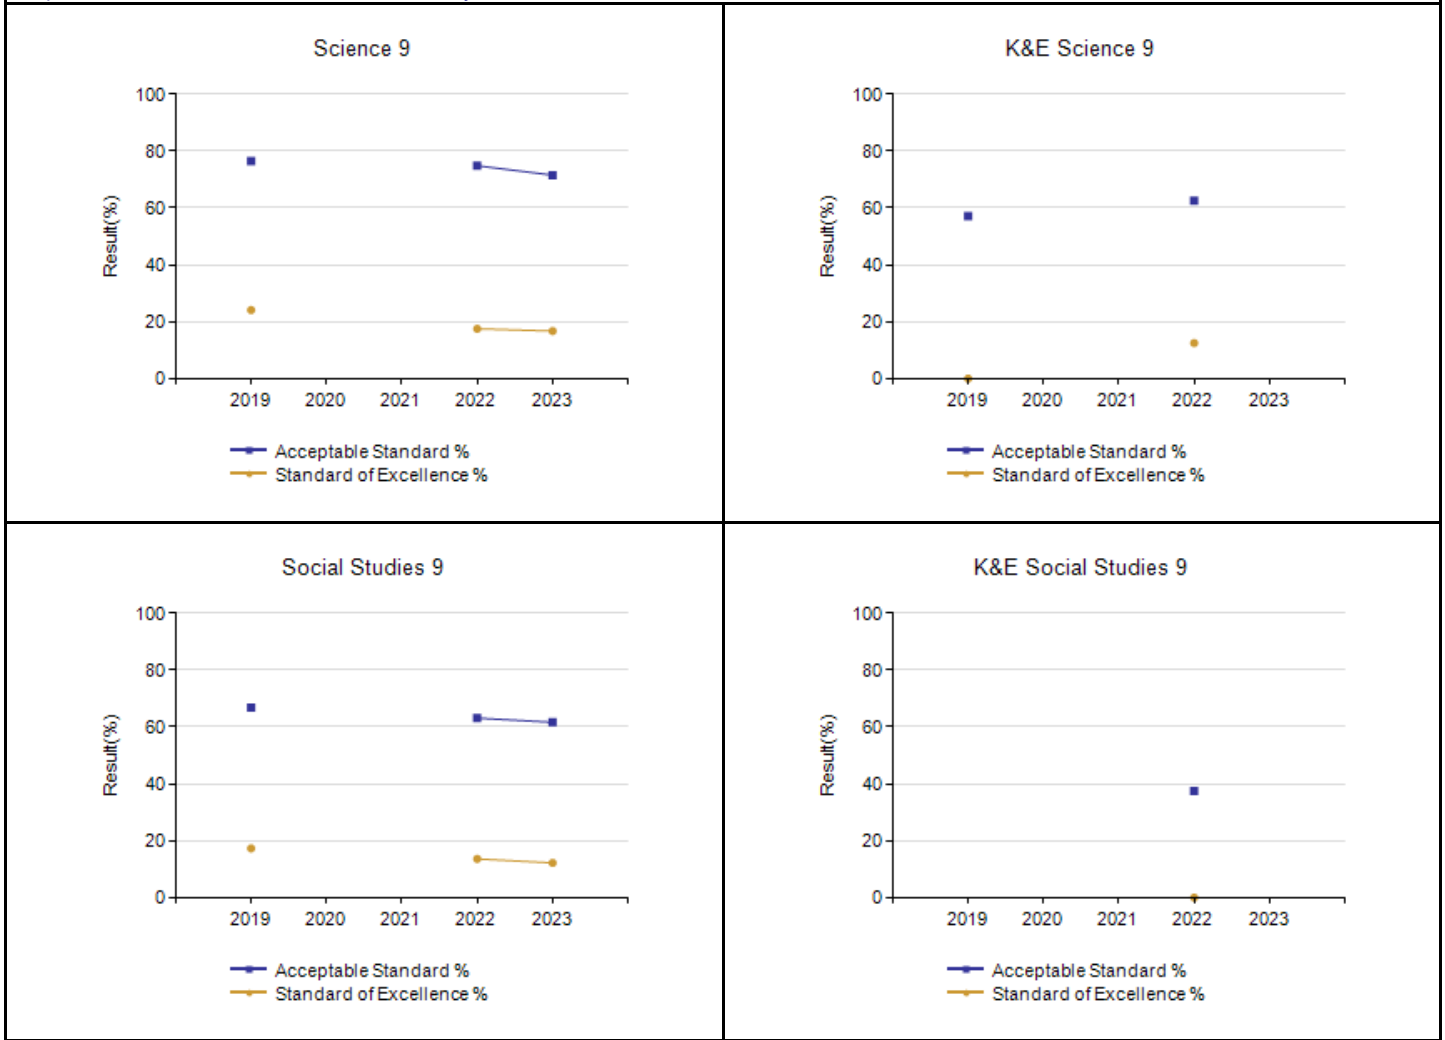 Science 9
100
80
60
40
20
0
Result(%)
2019 2020 2021 2022 2023
Acceptable Standard %
Standard of Excellence %
K&E Science 9
100
80
60
40
20
0
Result(%)
2019 2020 2021 2022 2023
Acceptable Standard %
Standard of Excellence %
Social Studies 9
100
80
60
40
20
0
Result(%)
2019 2020 2021 2022 2023
Acceptable Standard %
Standard of Excellence %
K&E Social Studies 9
100
80
60
40
20
0
Result(%)
2019 2020 2021 2022 2023
Acceptable Standard %
Standard of Excellence %